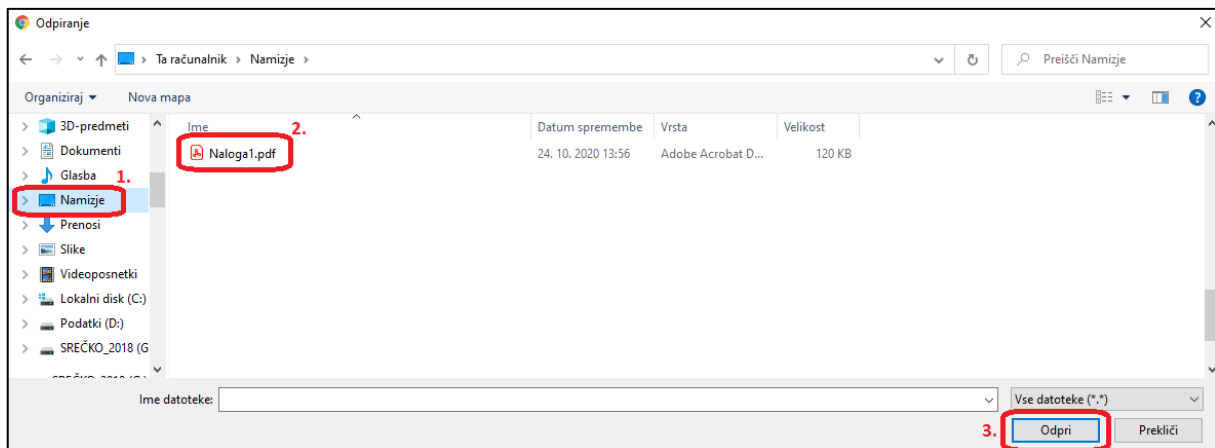 Odpiranje
Ta računalnik > Namizje >
Preišči Namizje
Organiziraj
Nova mapa
Ime 2. Datum spremembe Vrsta Velikost
Naloga1.pdf 24. 10. 2020 13:56 Adobe Acrobat D... 120 KB
3D-predmeti
Dokumenti
Glasba 1.
Namizje
Prenosi
Slike
Videoposnetki
Lokalni disk (C:)
Podatki (D:)
SREČKO_2018 (G
Ime datoteke:
Vse datoteke (*.*)
3. Odpri Prekliči